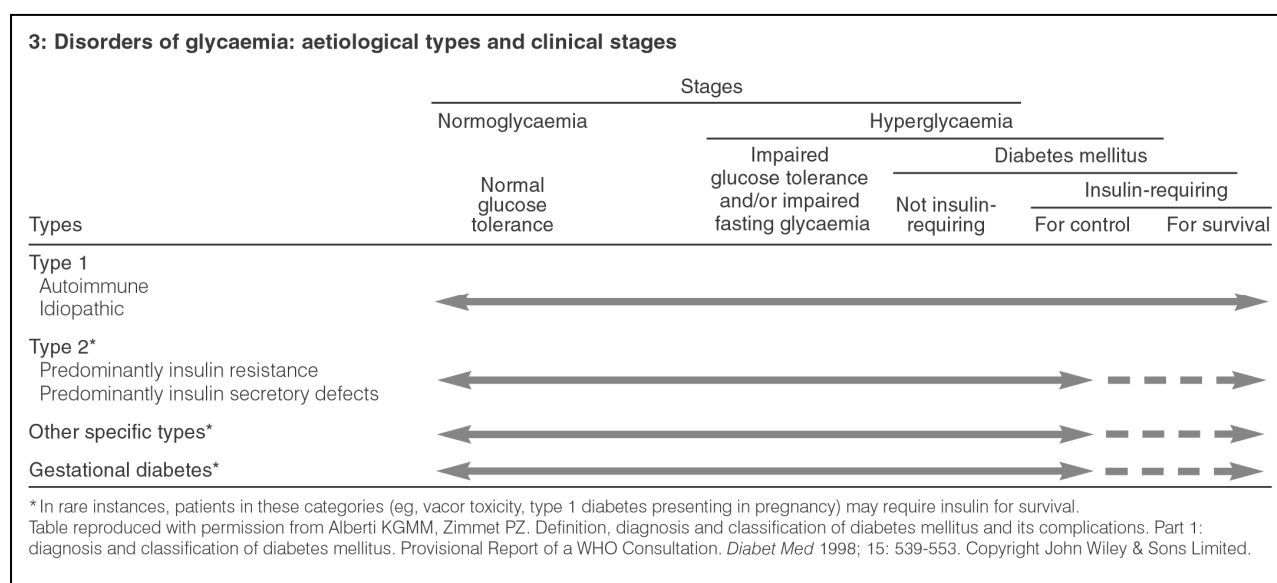 3: Disorders of glycaemia: aetiological types and clinical stages
Stages
Normoglycaemia
Hyperglycaemia
Impaired
glucose tolerance
and/or impaired
fasting glycaemia
Diabetes mellitus
Normal
glucose
tolerance
Not insulin-
requiring
Insulin-requiring
Types
For control
For survival
Type 1
Autoimmune
Idiopathic
Type 2*
Predominantly insulin resistance
Predominantly insulin secretory defects
Other specific types*
Gestational diabetes*
* In rare instances, patients in these categories (eg, vacor toxicity, type 1 diabetes presenting in pregnancy) may require insulin for survival.
Table reproduced with permission from Alberti KGMM, Zimmet PZ. Definition, diagnosis and classification of diabetes mellitus and its complications. Part 1:
diagnosis and classification of diabetes mellitus. Provisional Report of a WHO Consultation. Diabet Med 1998; 15: 539-553. Copyright John Wiley & Sons Limited.